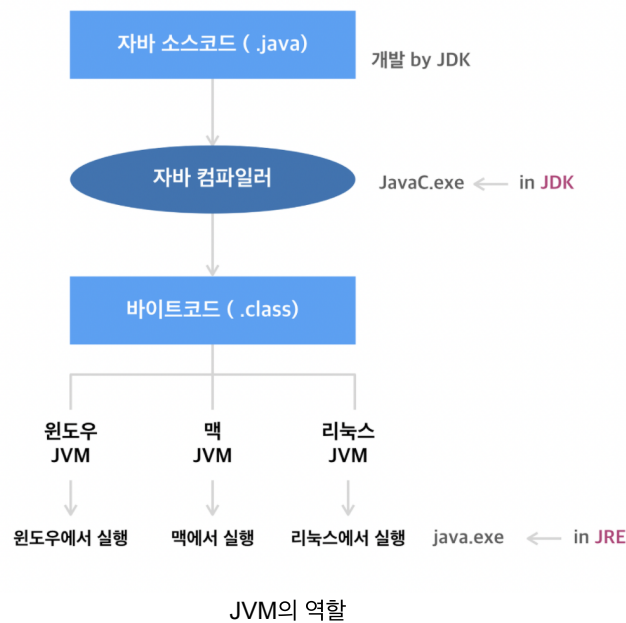 자바 소스코드 ( .java)
개발 by JDK
자바 컴파일러
JavaC.exe
in JDK
바이트코드 ( .class)
윈도우
JVM
맥
JVM
리눅스
JVM
윈도우에서 실행
맥에서 실행
리눅스에서 실행
java.exe
in JRE
JVM의 역할